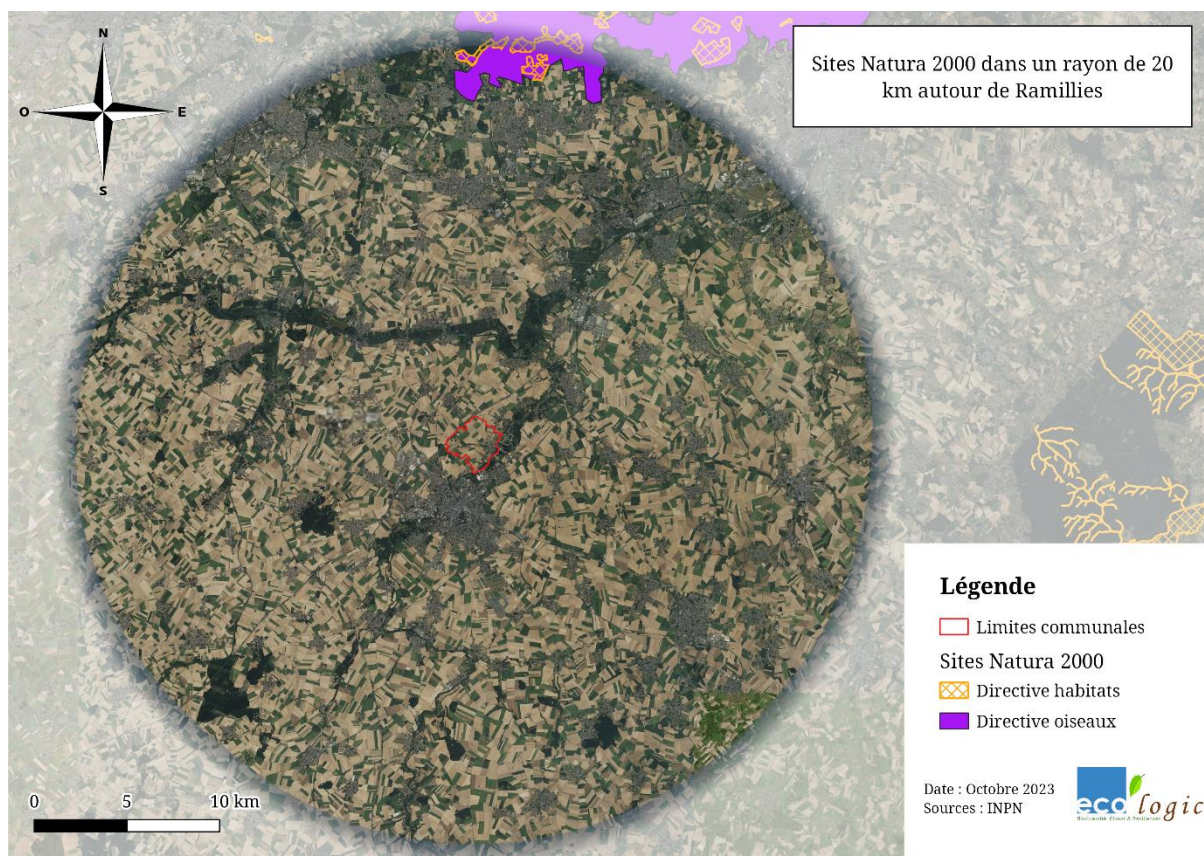 N
O
E
S
Sites Natura 2000 dans un rayon de 20
km autour de Ramillies
Légende
Limites communales
Sites Natura 2000
Directive habitats
Directive oiseaux
0 5 10 km
Date : Octobre 2023
Sources : INPN
eco logic